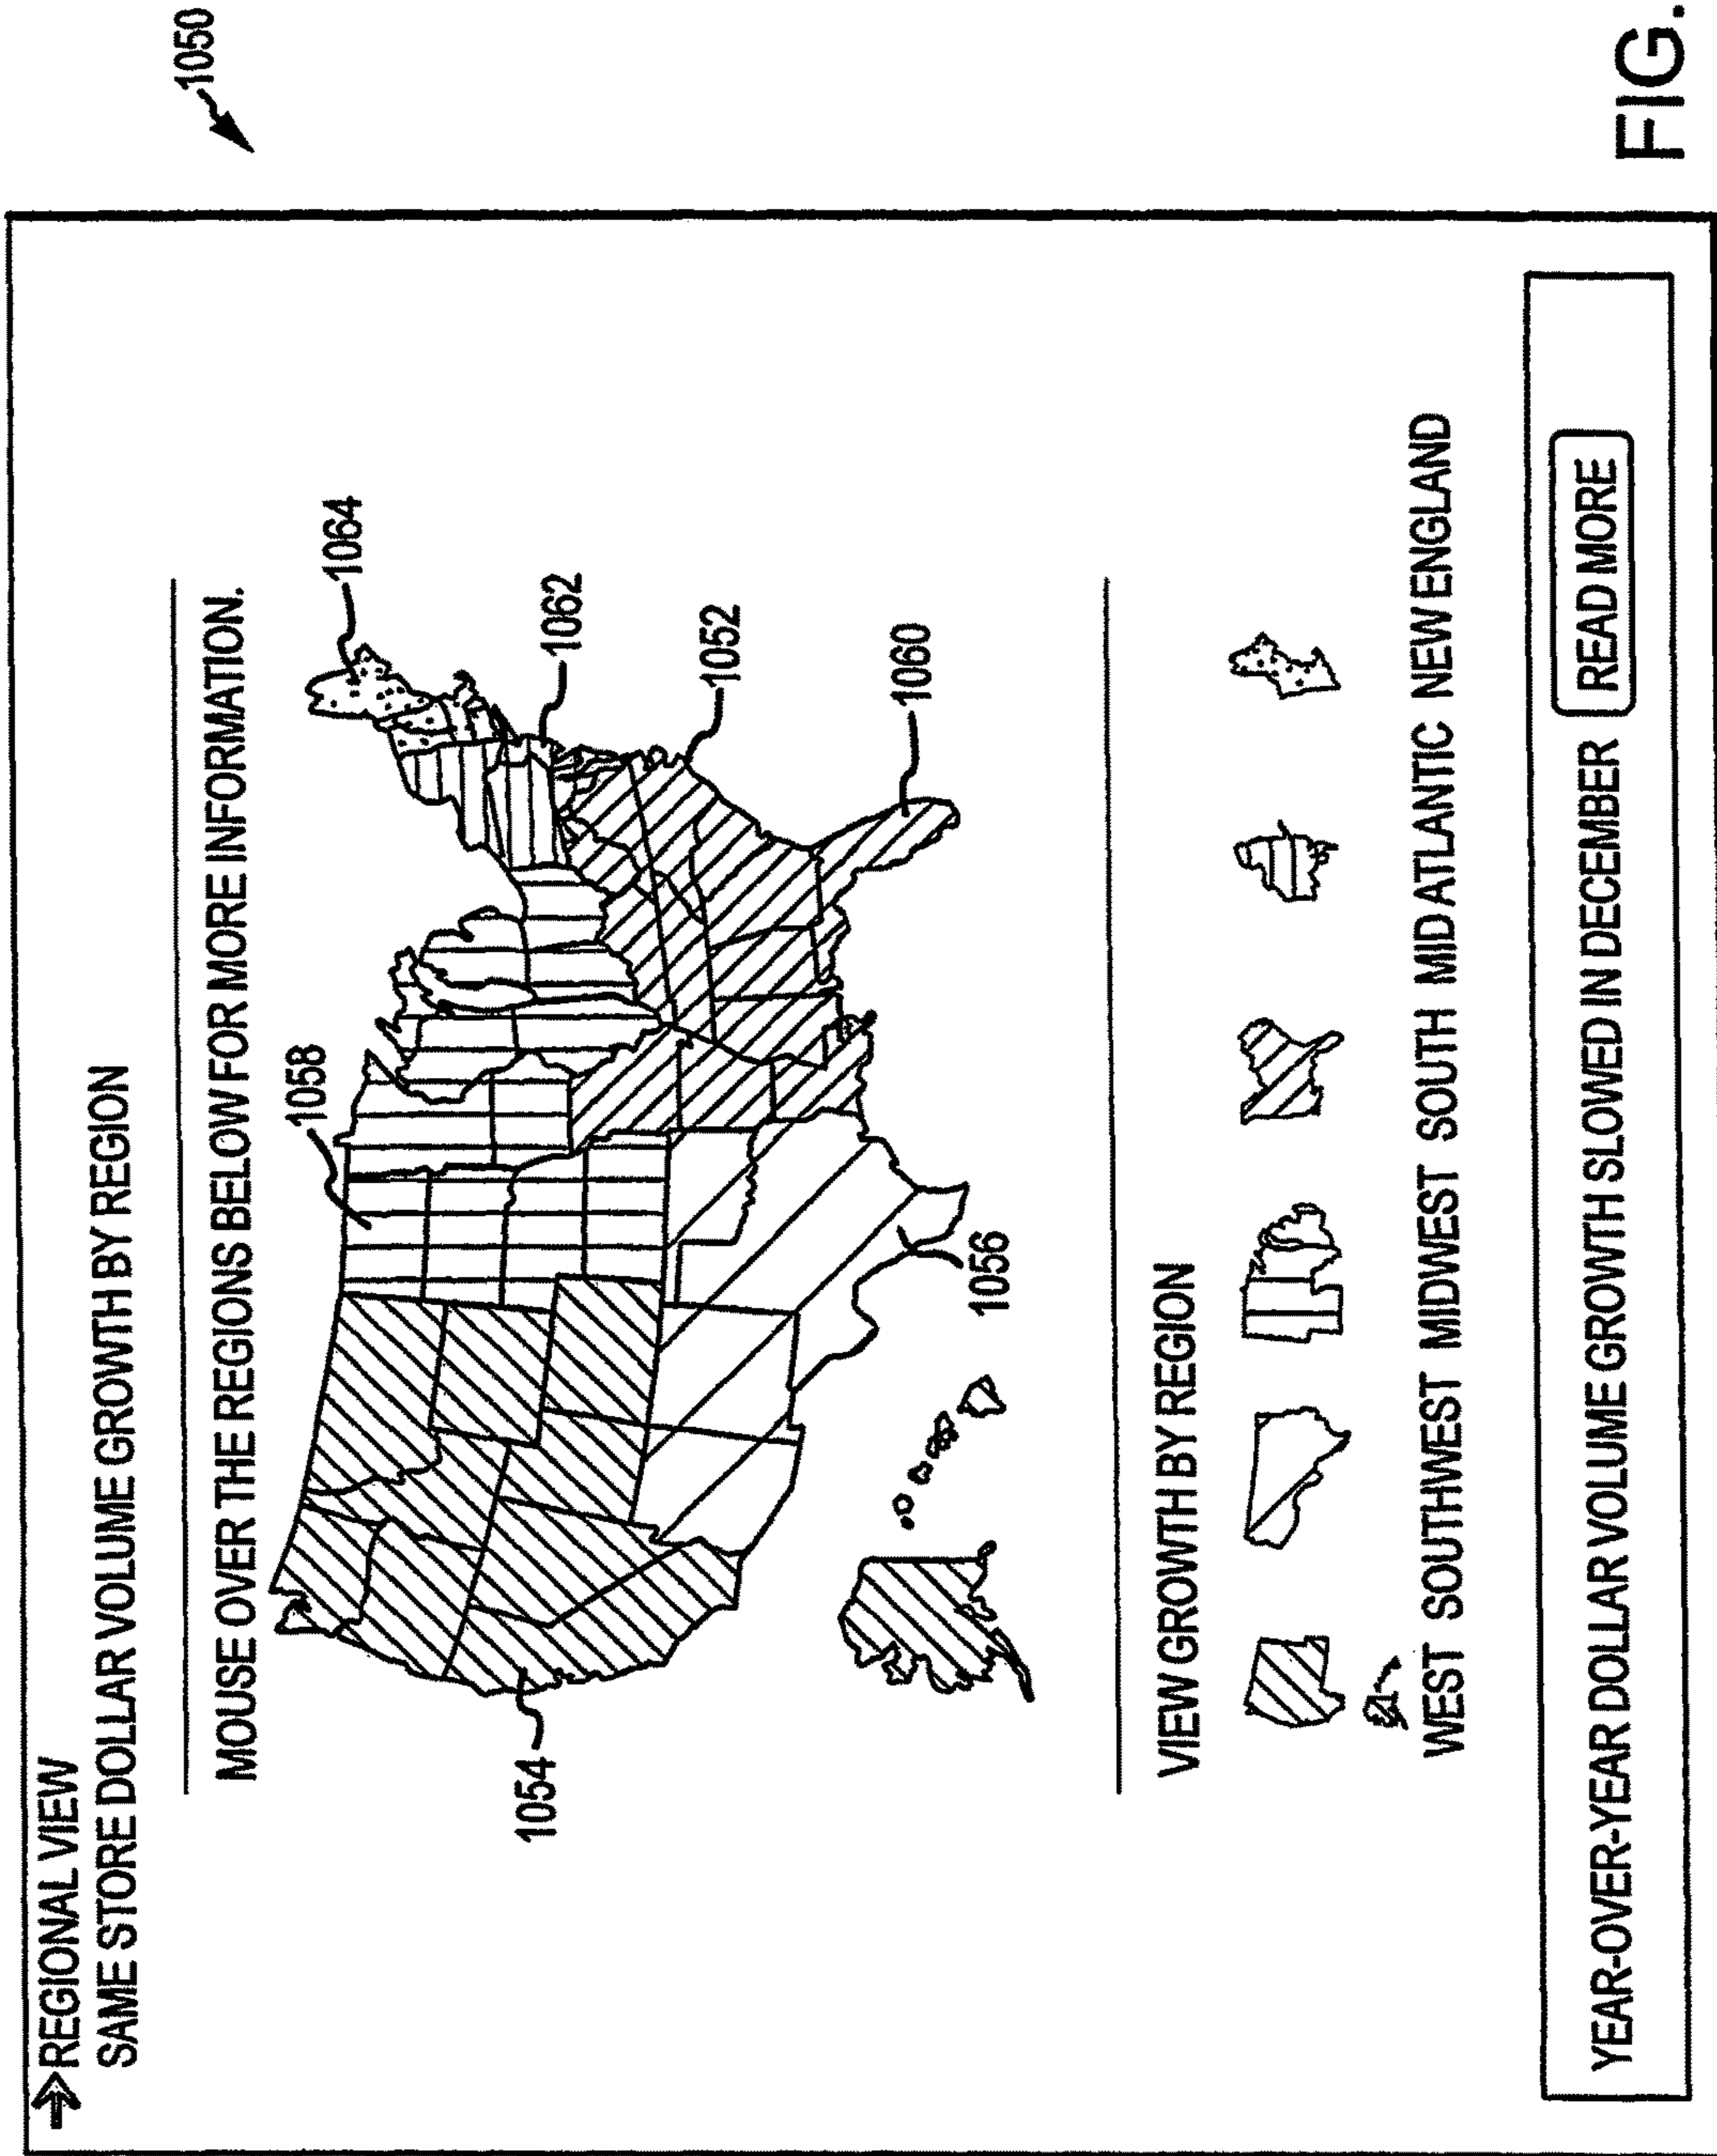 REGIONAL VIEW
SAME STORE DOLLAR VOLUME GROWTH BY REGION
1050
MOUSE OVER THE REGIONS BELOW FOR MORE INFORMATION.
1058
1064
1062
1054
1052
1060
1056
VIEW GROWTH BY REGION
WEST SOUTHWEST MIDWEST SOUTH MID ATLANTIC NEW ENGLAND
YEAR-OVER-YEAR DOLLAR VOLUME GROWTH SLOWED IN DECEMBER READ MORE
FIG.